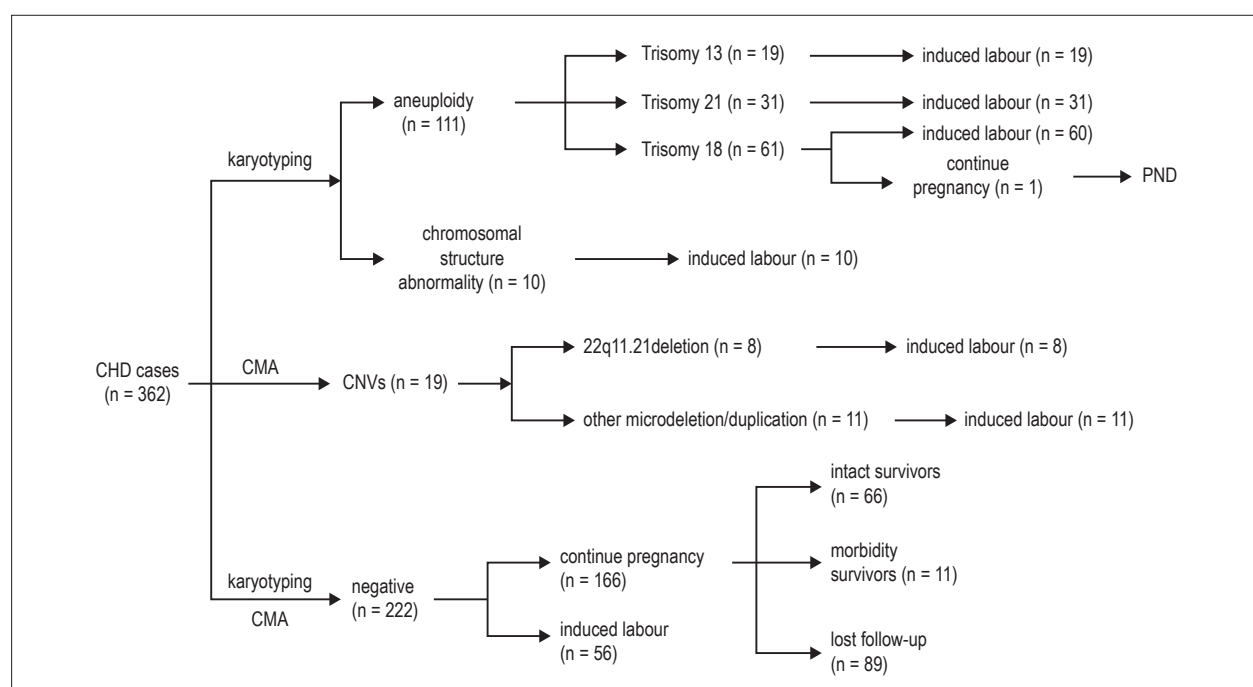 Trisomy 13 (n = 19)
induced labour (n = 19)
aneuploidy
(n = 111)
Trisomy 21 (n = 31)
induced labour (n = 31)
Trisomy 18 (n = 61)
induced labour (n = 60)
continue
pregnancy (n = 1)
PND
karyotyping
chromosomal
structure
abnormality (n = 10)
induced labour (n = 10)
CHD cases
(n = 362)
CMA
CNVs (n = 19)
22q11.21deletion (n = 8)
induced labour (n = 8)
other microdeletion/duplication (n = 11)
induced labour (n = 11)
karyotyping
CMA
negative
(n = 222)
continue pregnancy
(n = 166)
induced labour
(n = 56)
intact survivors
(n = 66)
morbidity
survivors (n = 11)
lost follow-up
(n = 89)